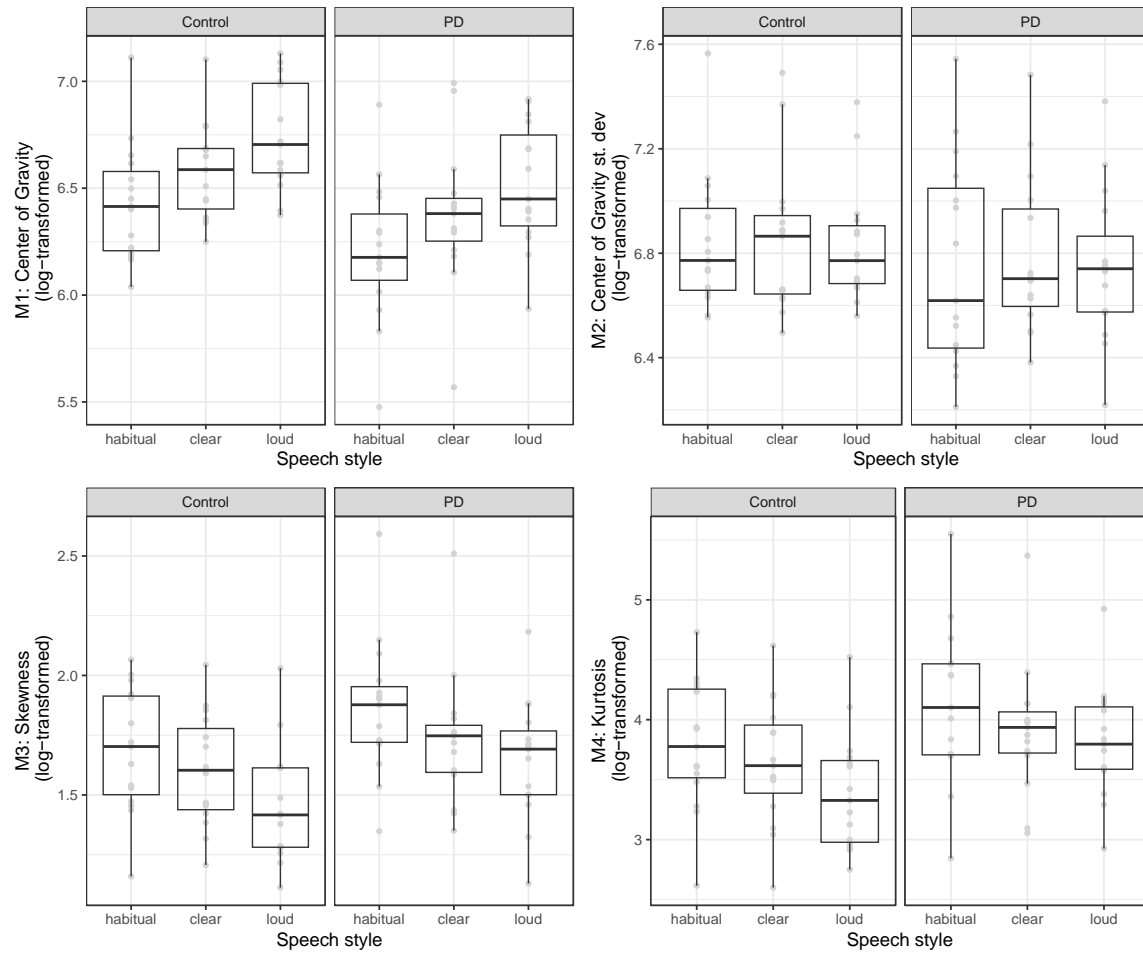 Control
PD
M1: Center of Gravity
(log−transformed)
7.0
6.5
6.0
5.5
habitual
clear
loud
habitual
clear
loud
Speech style
Control
PD
M2: Center of Gravity st. dev
(log−transformed)
7.6
7.2
6.8
6.4
habitual
clear
loud
habitual
clear
loud
Speech style
Control
PD
M3: Skewness
(log−transformed)
2.5
2.0
1.5
habitual
clear
loud
habitual
clear
loud
Speech style
Control
PD
M4: Kurtosis
(log−transformed)
5
4
3
habitual
clear
loud
habitual
clear
loud
Speech style